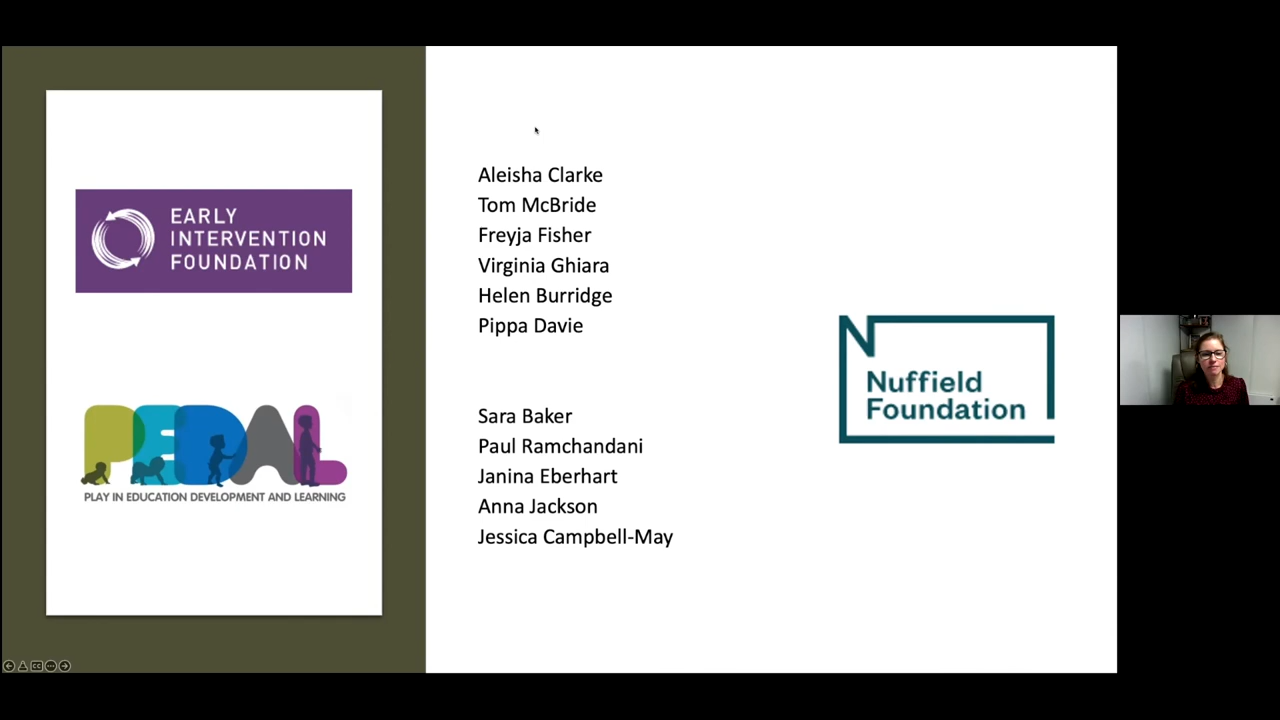 EARLY
INTERVENTION
FOUNDATION
PEDAL
PLAY IN EDUCATION DEVELOPMENT AND LEARNING
Aleisha Clarke
Tom McBride
Freyja Fisher
Virginia Ghiara
Helen Burridge
Pippa Davie
Sara Baker
Paul Ramchandani
Janina Eberhart
Anna Jackson
Jessica Campbell-May
N
Nuffield
Foundation